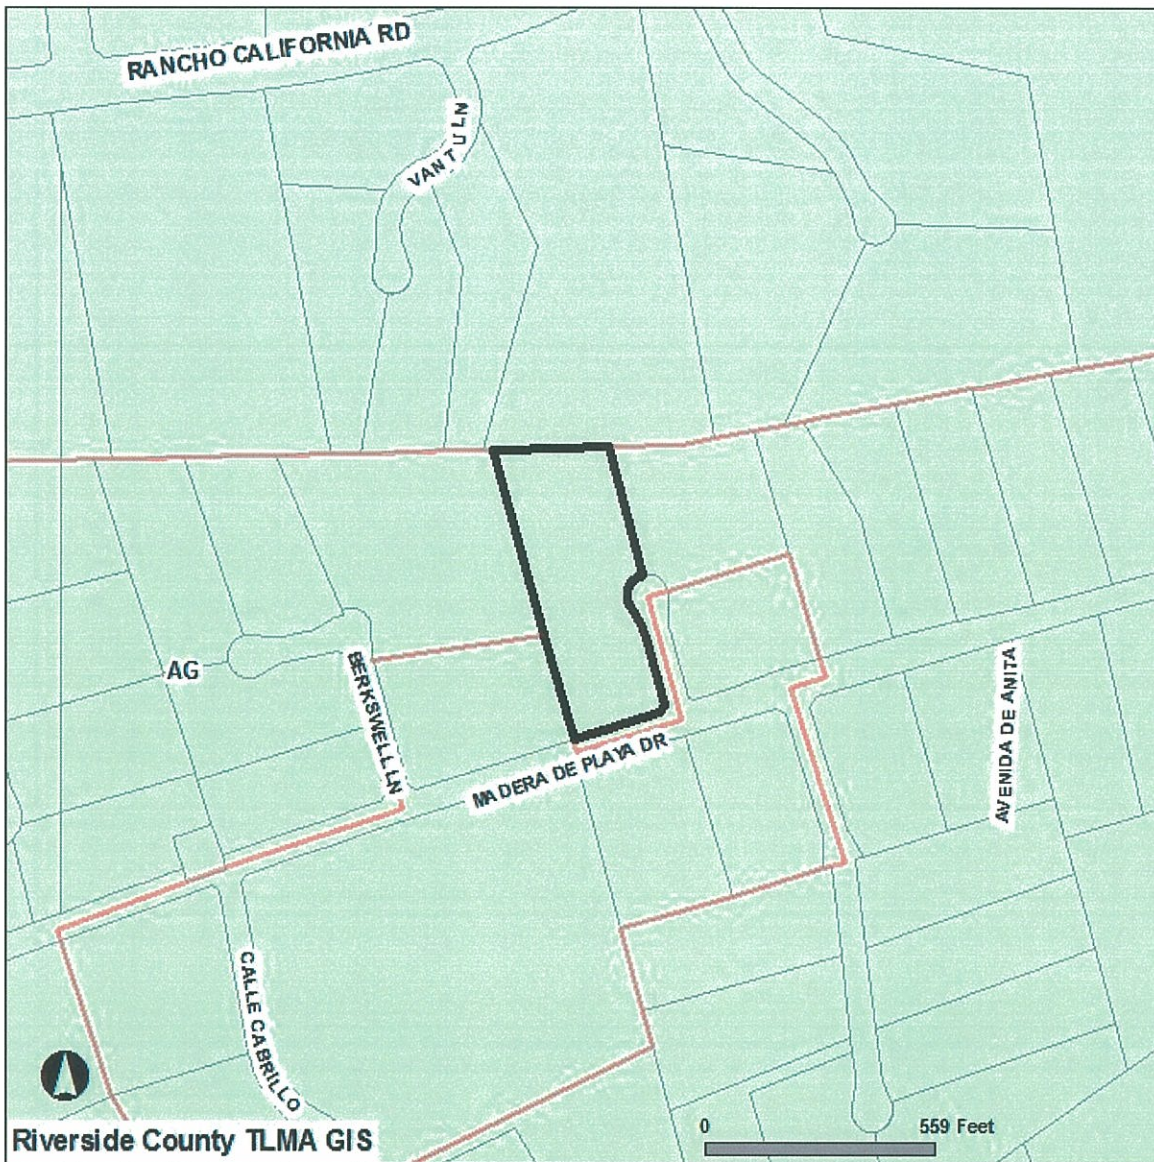 RANCHO CALIFORNIA RD
VAN TU LN
AG
BERKSWELL LN
MADERA DE PLAYA DR
AVENIDA DE ANITA
CALLE CABRILLO
0 559 Feet
Riverside County TLMA GIS